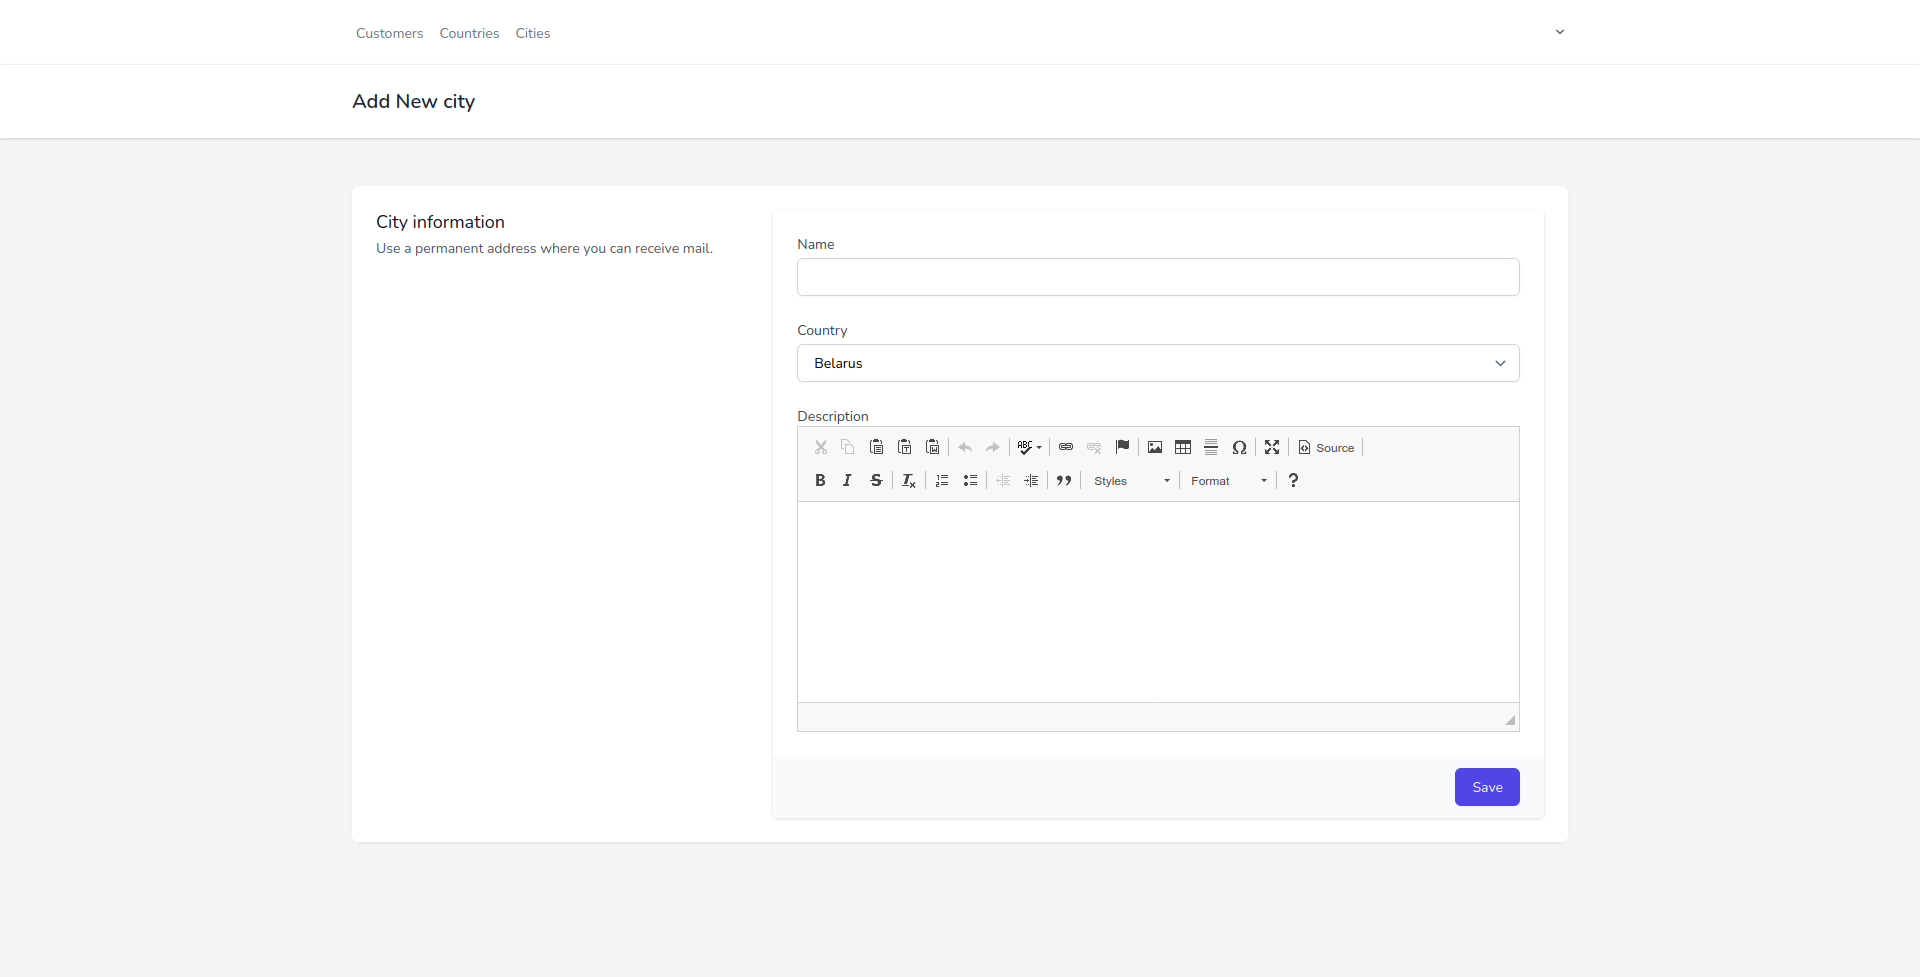 Customers Countries Cities
Add New city
City information
Use a permanent address where you can receive mail.
Name
Country
Belarus
Description
ABC Source
B I S Styles Format ?
Save